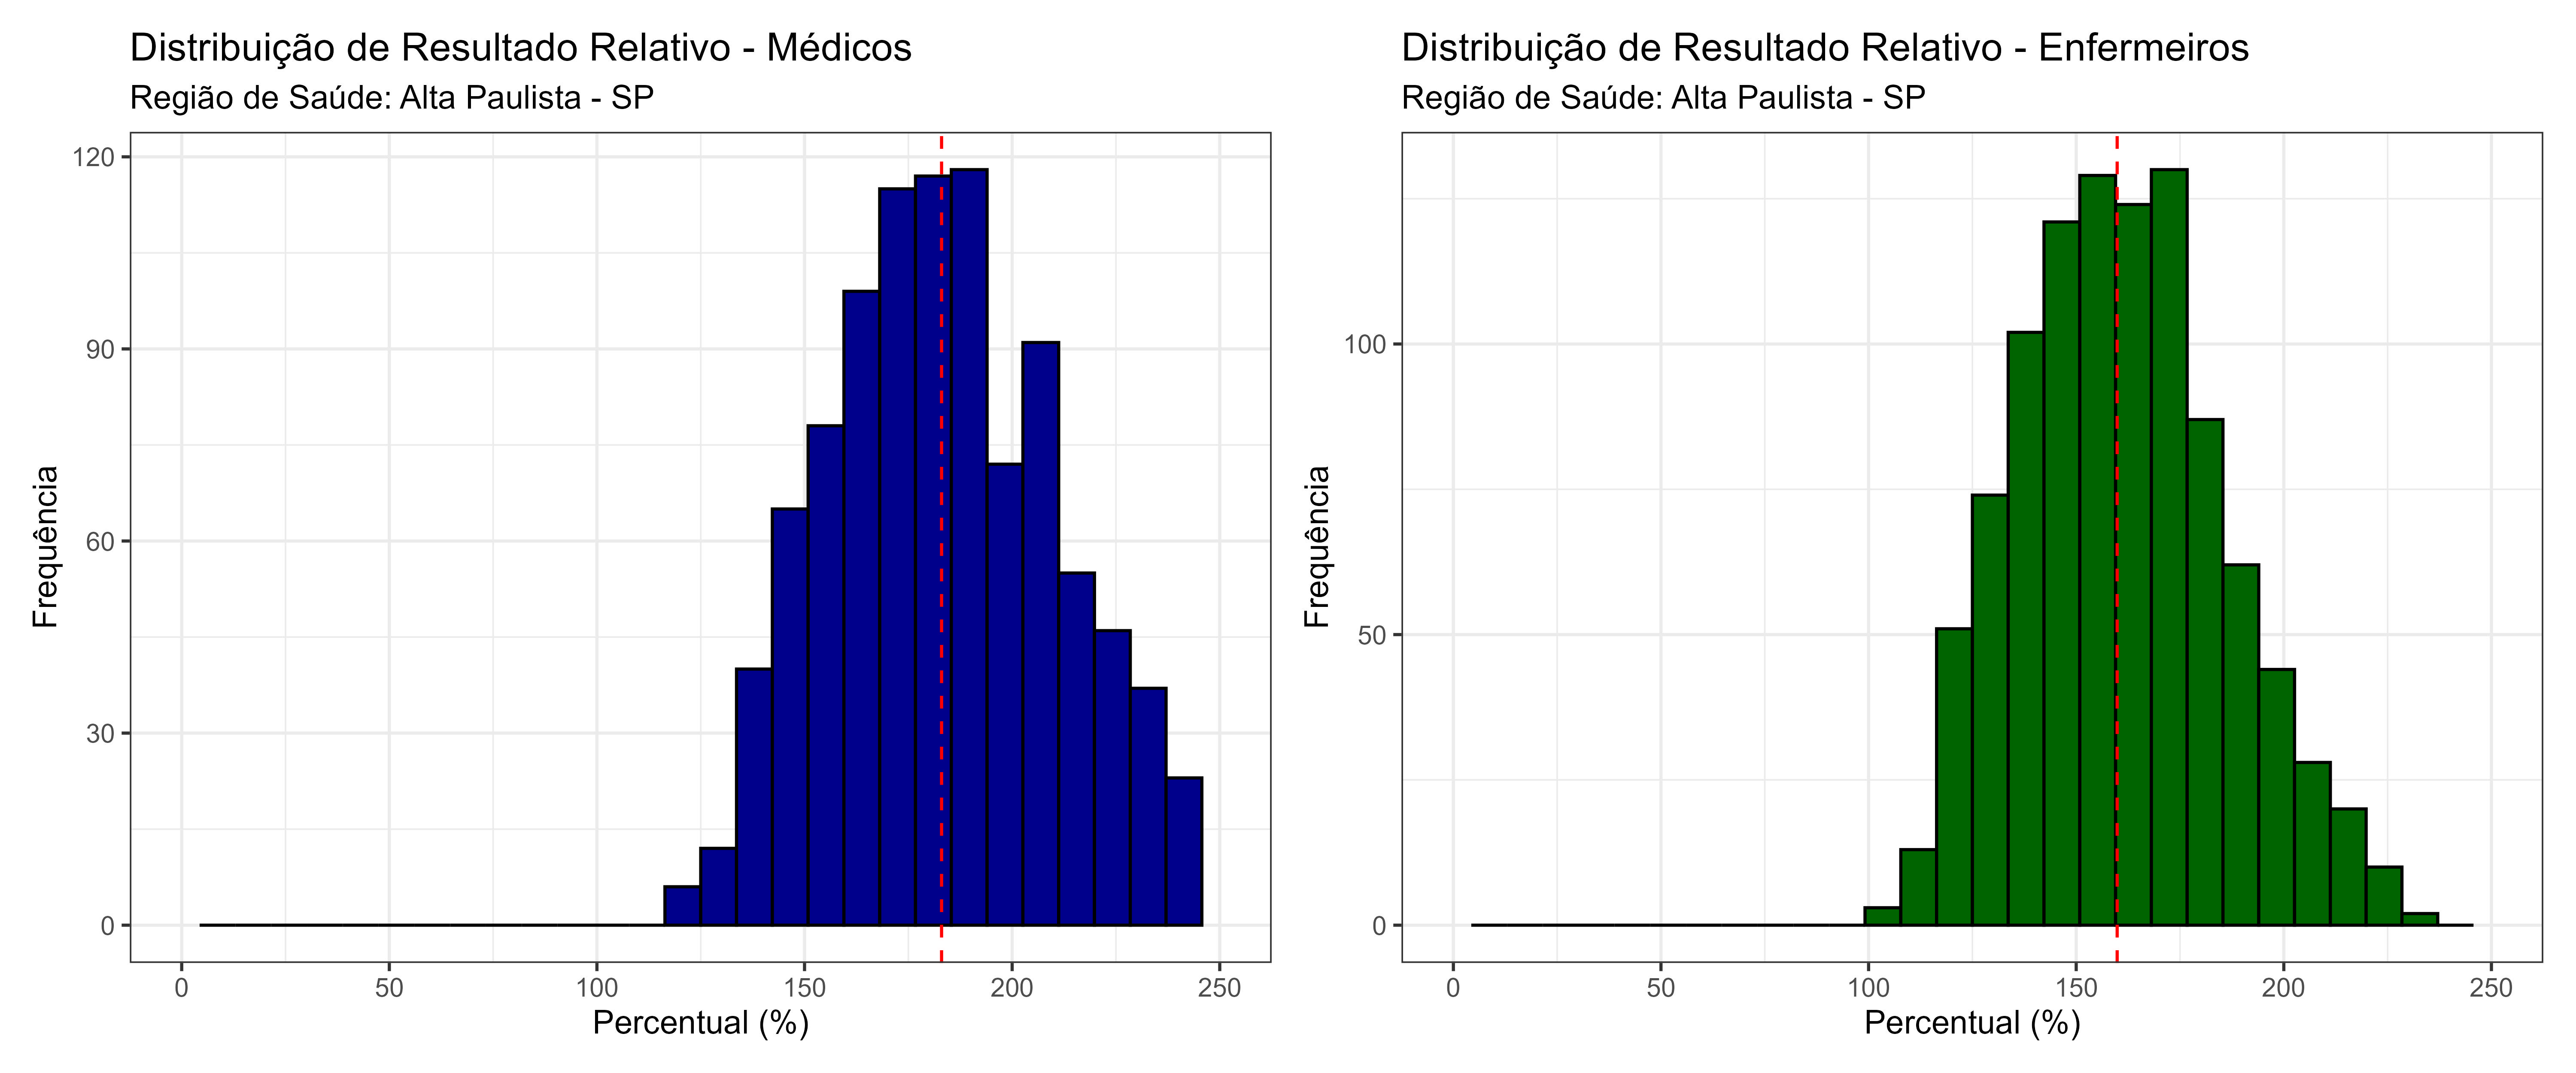 Distribuição de Resultado Relativo - Médicos
Região de Saúde: Alta Paulista - SP
120
90
60
30
0
Frequência
0 50 100 150 200 250
Percentual (%)
Distribuição de Resultado Relativo - Enfermeiros
Região de Saúde: Alta Paulista - SP
100
50
0
Frequência
0 50 100 150 200 250
Percentual (%)